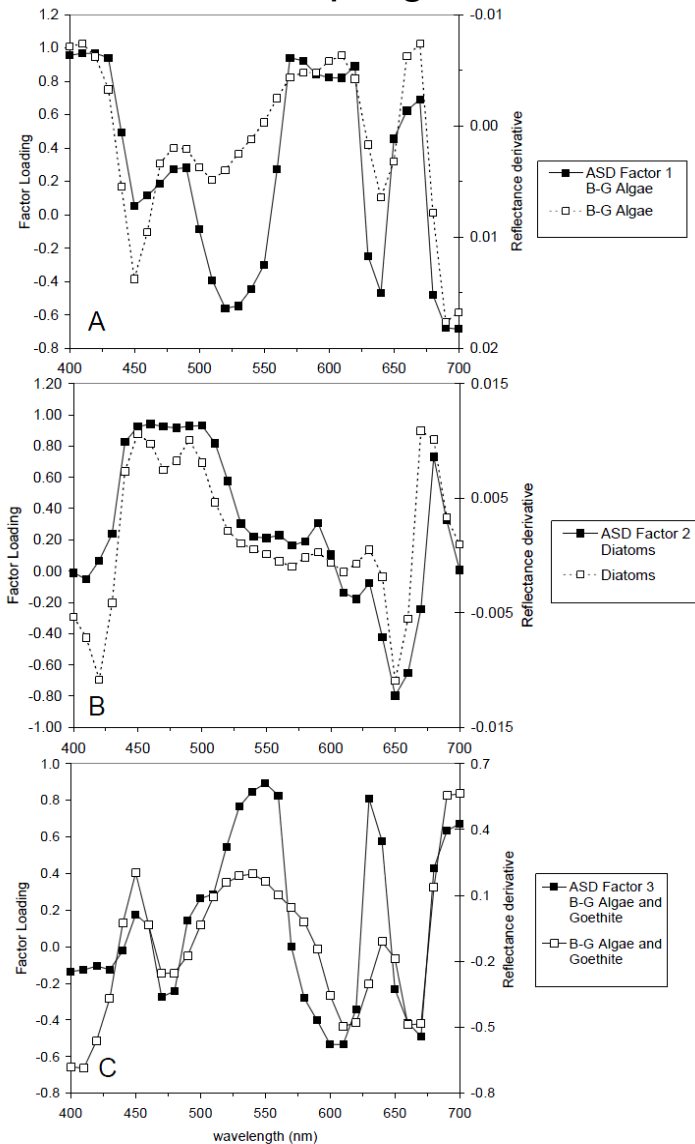 1.2
1.0
0.8
0.6
0.4
0.2
0.0
-0.2
-0.4
-0.6
-0.8
Factor Loading
A
-0.01
0.00
0.01
0.02
Reflectance derivative
400 450 500 550 600 650 700
ASD Factor 1
B-G Algae
B-G Algae
1.20
1.00
0.80
0.60
0.40
0.20
0.00
-0.20
-0.40
-0.60
-0.80
-1.00
Factor Loading
B
0.015
0.005
-0.005
-0.015
Reflectance derivative
400 450 500 550 600 650 700
ASD Factor 2
Diatoms
Diatoms
1.0
0.8
0.6
0.4
0.2
0.0
-0.2
-0.4
-0.6
-0.8
Factor Loading
C
0.7
0.4
0.1
-0.2
-0.5
-0.8
Reflectance derivative
400 450 500 550 600 650 700
wavelength (nm)
ASD Factor 3
B-G Algae and
Goethite
B-G Algae and
Goethite